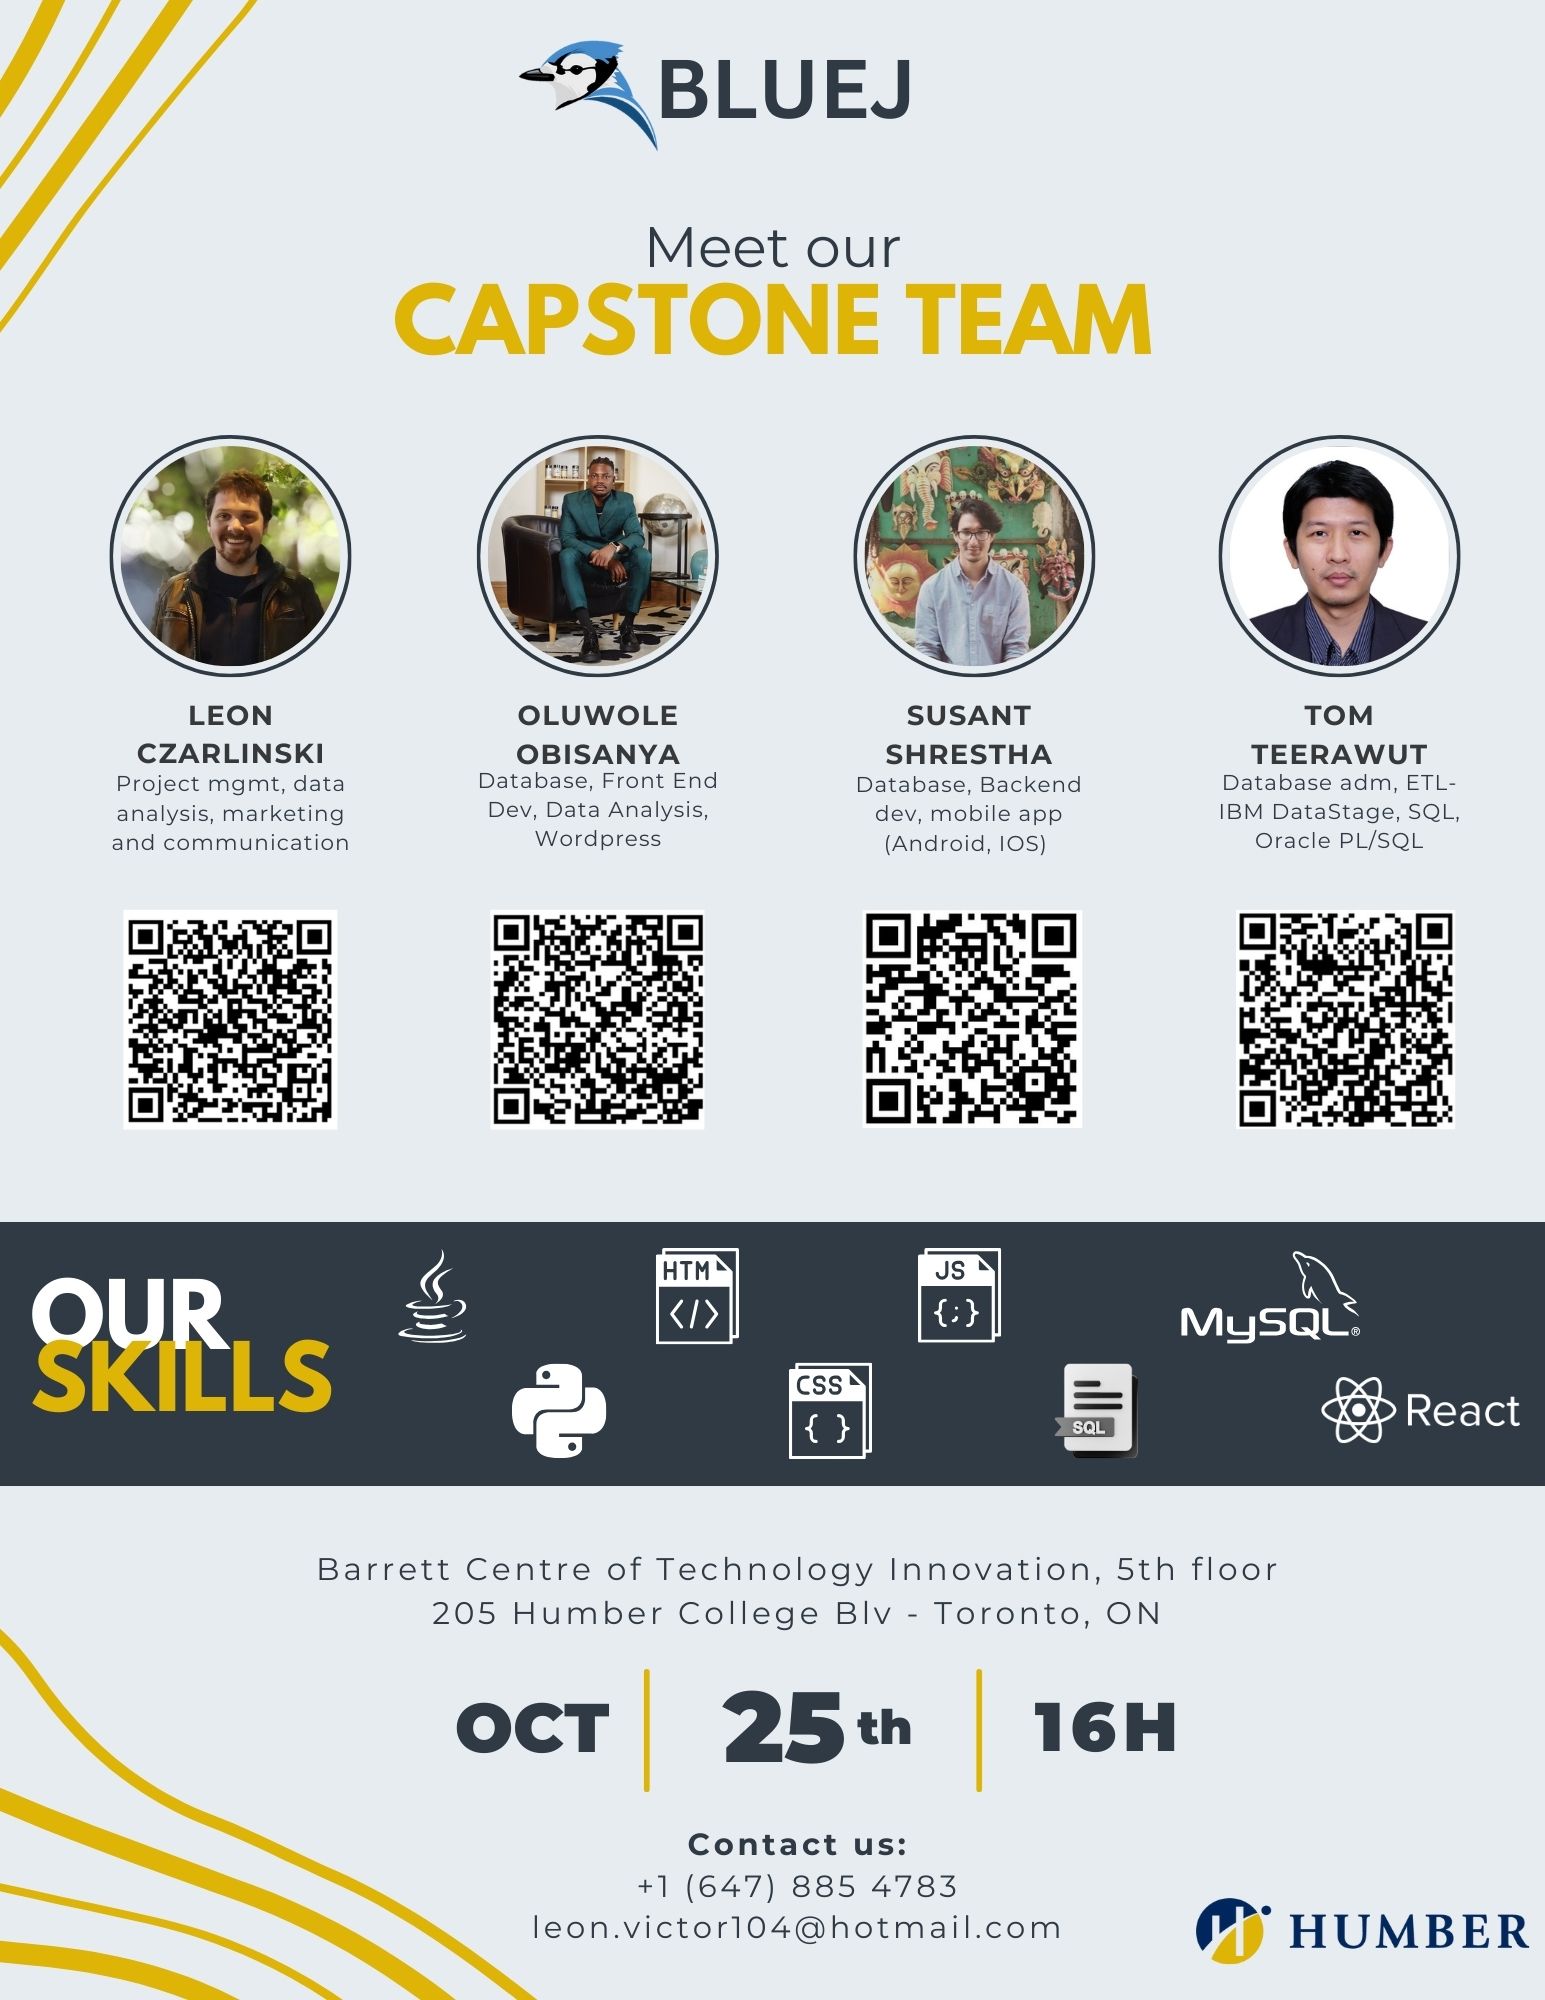 BLUEJ
Meet our
CAPSTONE TEAM
LEON
CZARLINSKI
Project mgmt, data
analysis, marketing
and communication
OLUWOLE
OBISANYA
Database, Front End
Dev, Data Analysis,
Wordpress
SUSANT
SHRESTHA
Database, Backend
dev, mobile app
(Android, IOS)
TOM
TEERAWUT
Database adm, ETL-
IBM DataStage, SQL,
Oracle PL/SQL
OUR
SKILLS
HTM
</>
JS
{;}
MySQL®
CSS
{ }
SQL
React
Barrett Centre of Technology Innovation, 5th floor
205 Humber College Blv - Toronto, ON
OCT 25th 16H
Contact us:
+1 (647) 885 4783
leon.victor104@hotmail.com
HUMBER